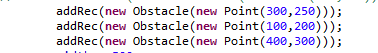 addRec(new Obstacle(new Point(300,250)));
addRec(new Obstacle(new Point(100,200)));
addRec(new Obstacle(new Point(400,300)));